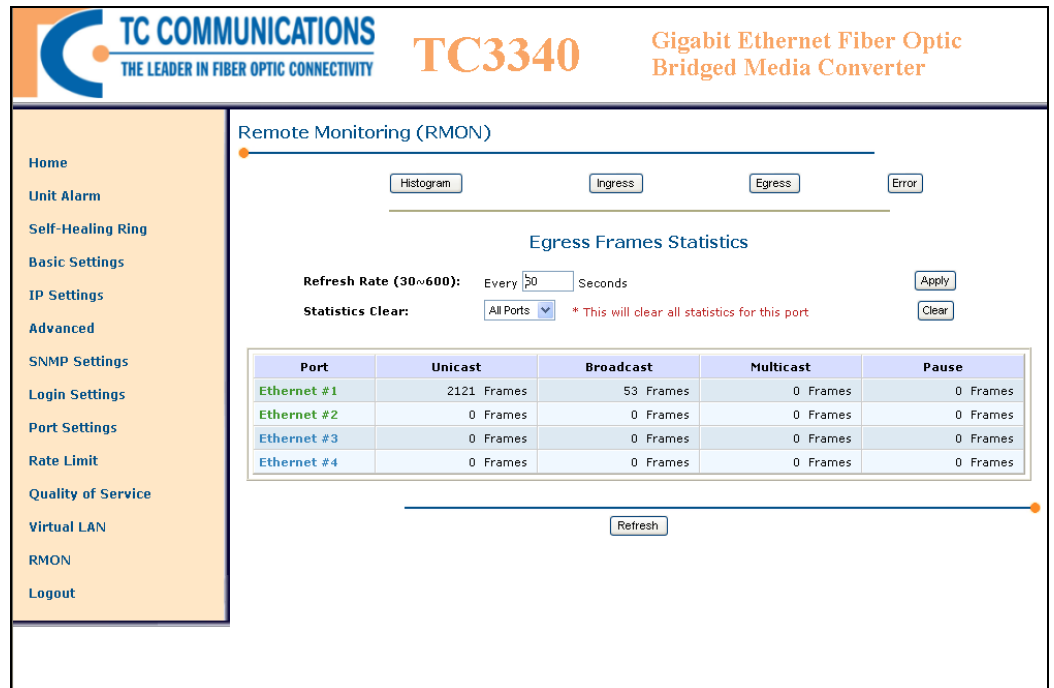 TC COMMUNICATIONS
THE LEADER IN FIBER OPTIC CONNECTIVITY
TC3340
Gigabit Ethernet Fiber Optic
Bridged Media Converter
Home
Unit Alarm
Self-Healing Ring
Basic Settings
IP Settings
Advanced
SNMP Settings
Login Settings
Port Settings
Rate Limit
Quality of Service
Virtual LAN
RMON
Logout
Remote Monitoring (RMON)
Histogram Ingress Egress Error
Egress Frames Statistics
Refresh Rate (30~600): Every Seconds Apply
Statistics Clear: All Ports * This will clear all statistics for this port Clear
Port Unicast Broadcast Multicast Pause
Ethernet #1 2121 Frames 53 Frames 0 Frames 0 Frames
Ethernet #2 0 Frames 0 Frames 0 Frames 0 Frames
Ethernet #3 0 Frames 0 Frames 0 Frames 0 Frames
Ethernet #4 0 Frames 0 Frames 0 Frames 0 Frames
Refresh